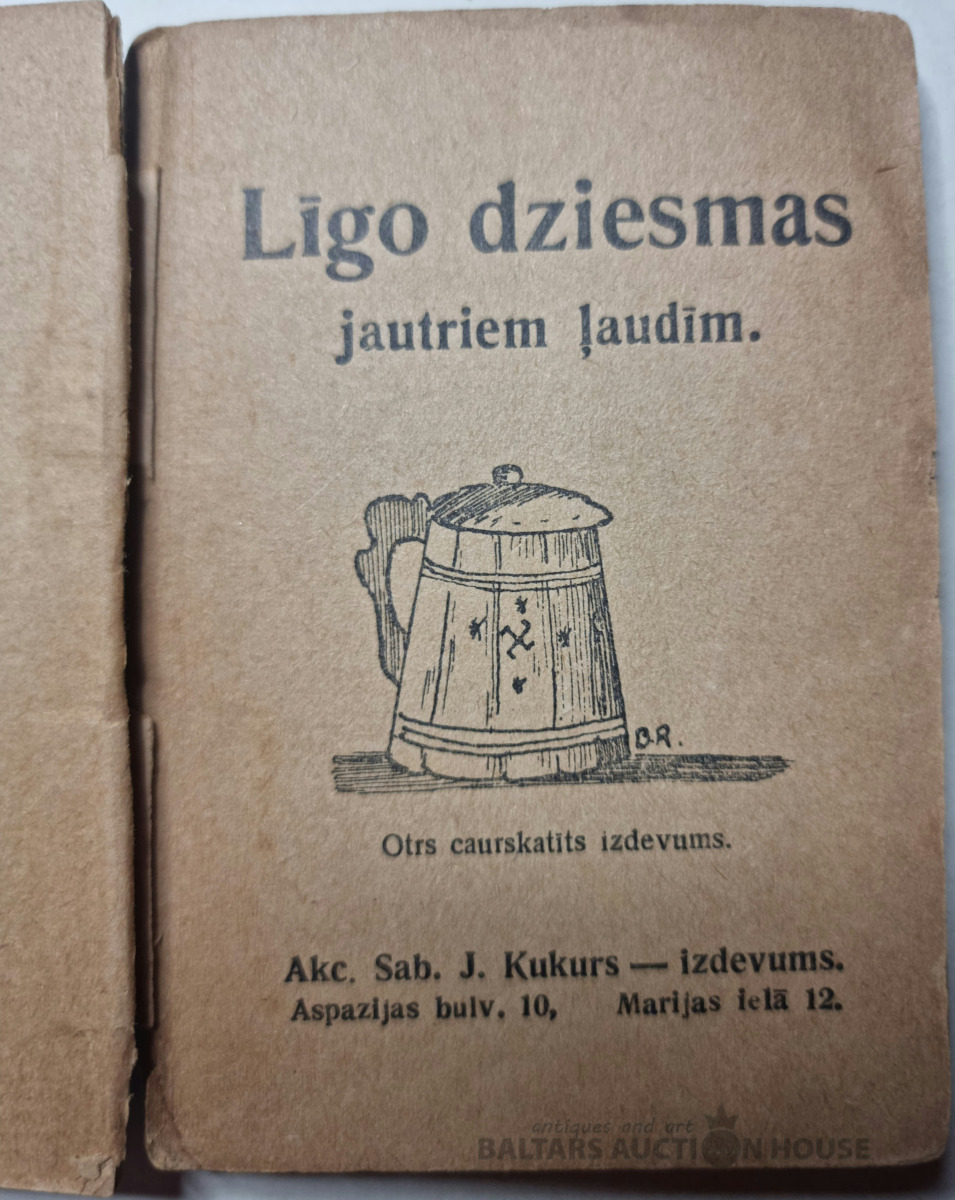 Līgo dziesmas
jautriem ļaudīm.
B.R.
Otrs caurskatīts izdevums.
Akc. Sab. J. Kukurs — izdevums.
Aspazijas bulv. 10, Marijas ielā 12.
antiques and art
BALTARS AUCTION HOUSE